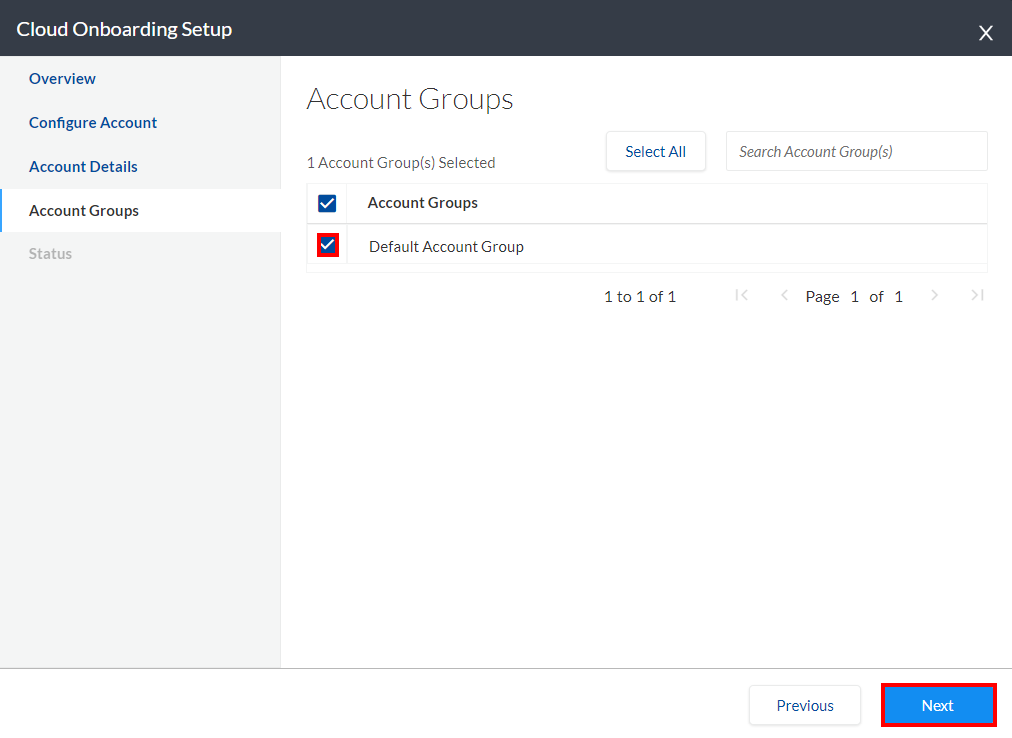 Cloud Onboarding Setup
X
Overview
Configure Account
Account Details
Account Groups
Status
Account Groups
1 Account Group(s) Selected
Select All
Search Account Group(s)
Account Groups
Default Account Group
1 to 1 of 1
Page 1 of 1
Previous
Next